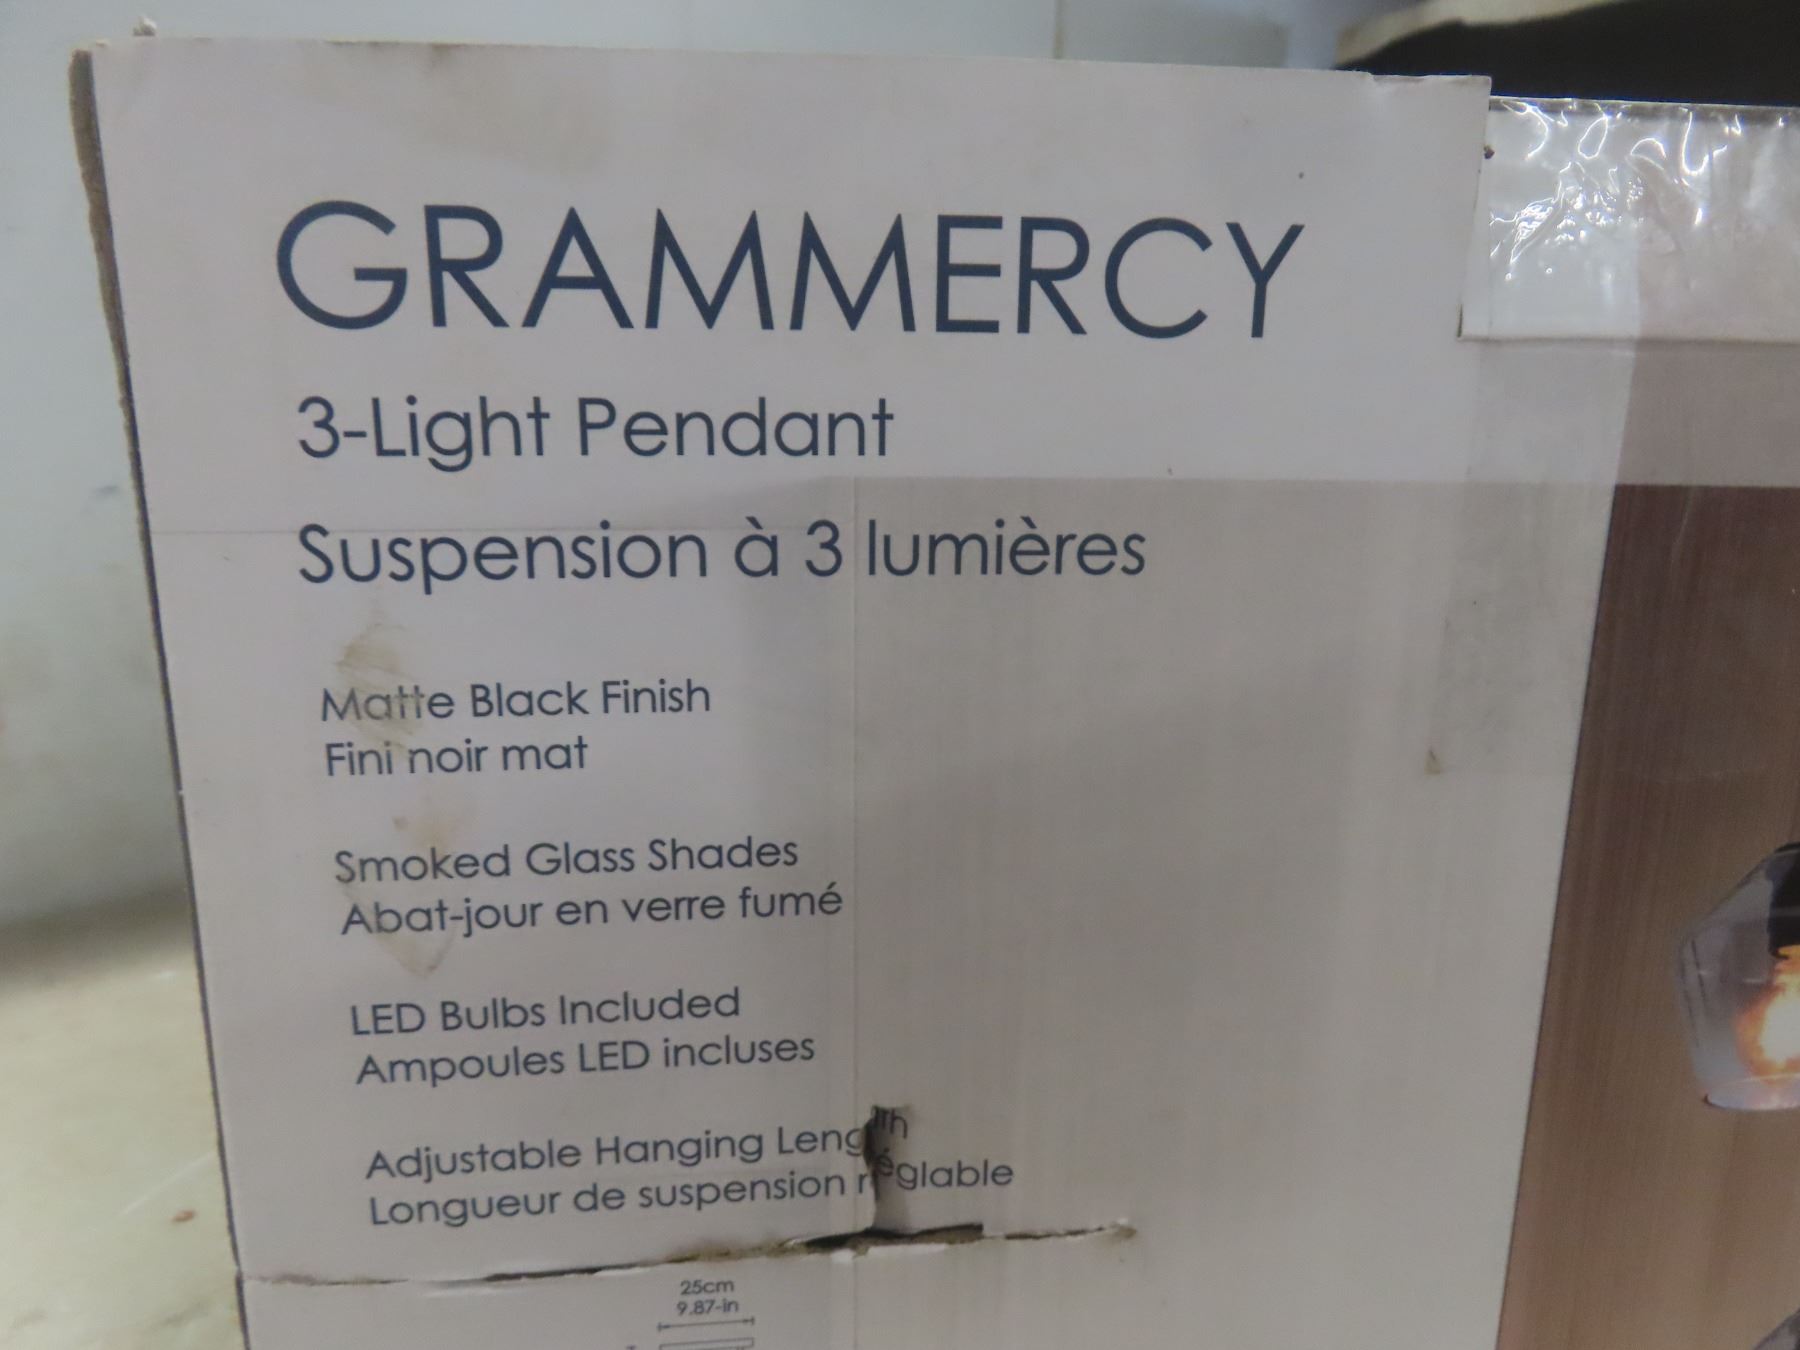 GRAMMERCY
3-Light Pendant
Suspension à 3 lumières
Matte Black Finish
Fini noir mat
Smoked Glass Shades
Abat-jour en verre fumé
LED Bulbs Included
Ampoules LED incluses
Adjustable Hanging Length
Longueur de suspension réglable
25cm
9.87-in